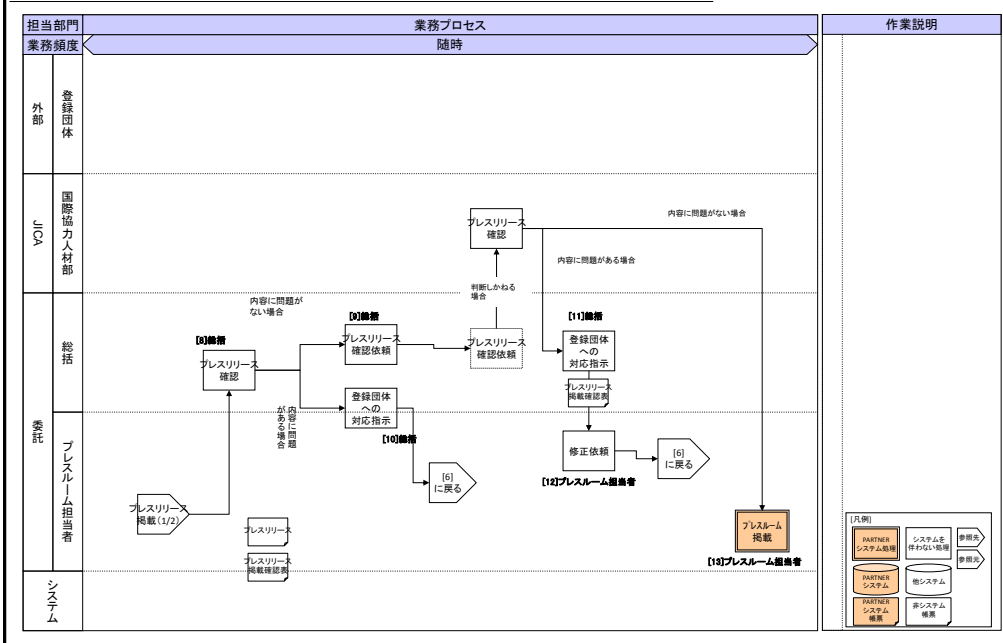 担当部門
業務プロセス
作業説明
業務頻度
随時
外部
登録団体
JICA
国際協力人材部
プレスリリース
確認
内容に問題がない場合
内容に問題がある場合
判断しかねる
場合
委託
総括
内容に問題が
ない場合
[8]総括
プレスリリース
確認
[9]総括
プレスリリース
確認依頼
プレスリリース
確認依頼
[11]総括
登録団体
への
対応指示
プレスリリース
掲載確認表
内容に問題
がある場合
登録団体
への
対応指示
[10]総括
プレスルーム担当者
[6]
に戻る
修正依頼
[12]プレスルーム担当者
[6]
に戻る
プレスリリース
掲載(1/2)
プレスリリース
プレスリリース
掲載確認表
プレスルーム
掲載
[13]プレスルーム担当者
システム
[凡例]
PARTNER
システム処理
システムを
伴わない処理
参照先
参照元
PARTNER
システム
他システム
PARTNER
システム
帳票
非システム
帳票